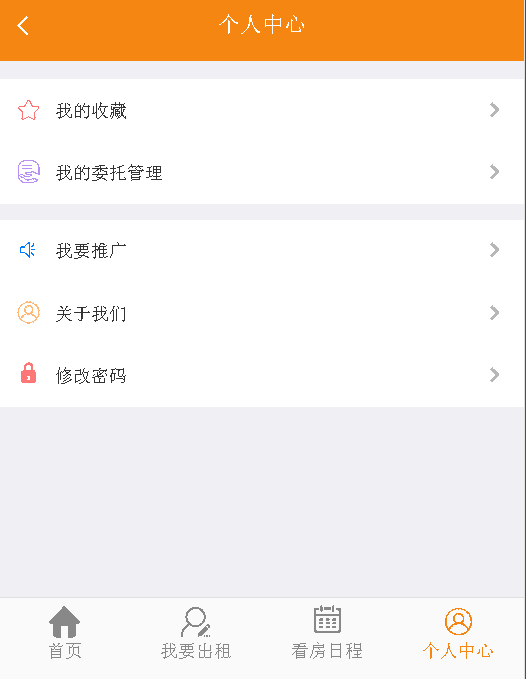 个人中心
我的收藏
我的委托管理
我要推广
关于我们
修改密码
首页
我要出租
看房日程
个人中心